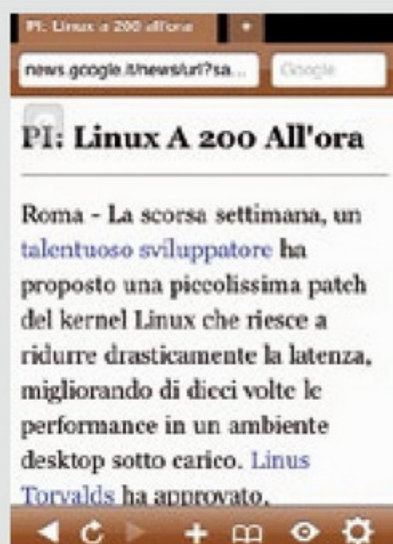 PI: Linux a 200 all'ora
news.google.it/news/url?sa...
Google
PI: Linux A 200 All'ora
Roma - La scorsa settimana, un
talentuoso sviluppatore ha
proposto una piccolissima patch
del kernel Linux che riesce a
ridurre drasticamente la latenza,
migliorando di dieci volte le
performance in un ambiente
desktop sotto carico. Linus
Torvalds ha approvato,